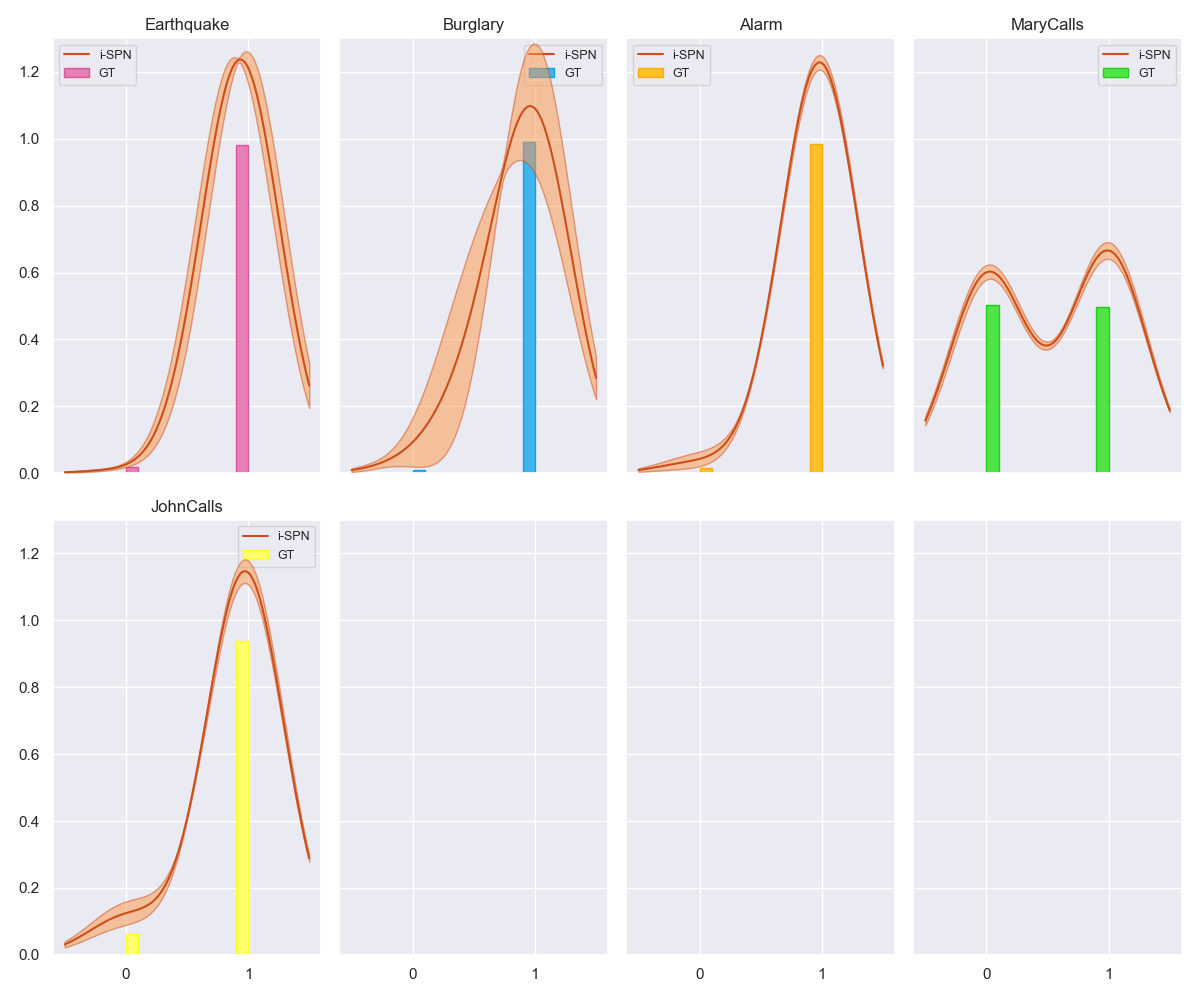 Earthquake
i-SPN
GT
Burglary
i-SPN
GT
Alarm
i-SPN
GT
MaryCalls
i-SPN
GT
1.2
1.0
0.8
0.6
0.4
0.2
0.0
JohnCalls
i-SPN
GT
1.2
1.0
0.8
0.6
0.4
0.2
0.0
0 1
0 1
0 1
0 1